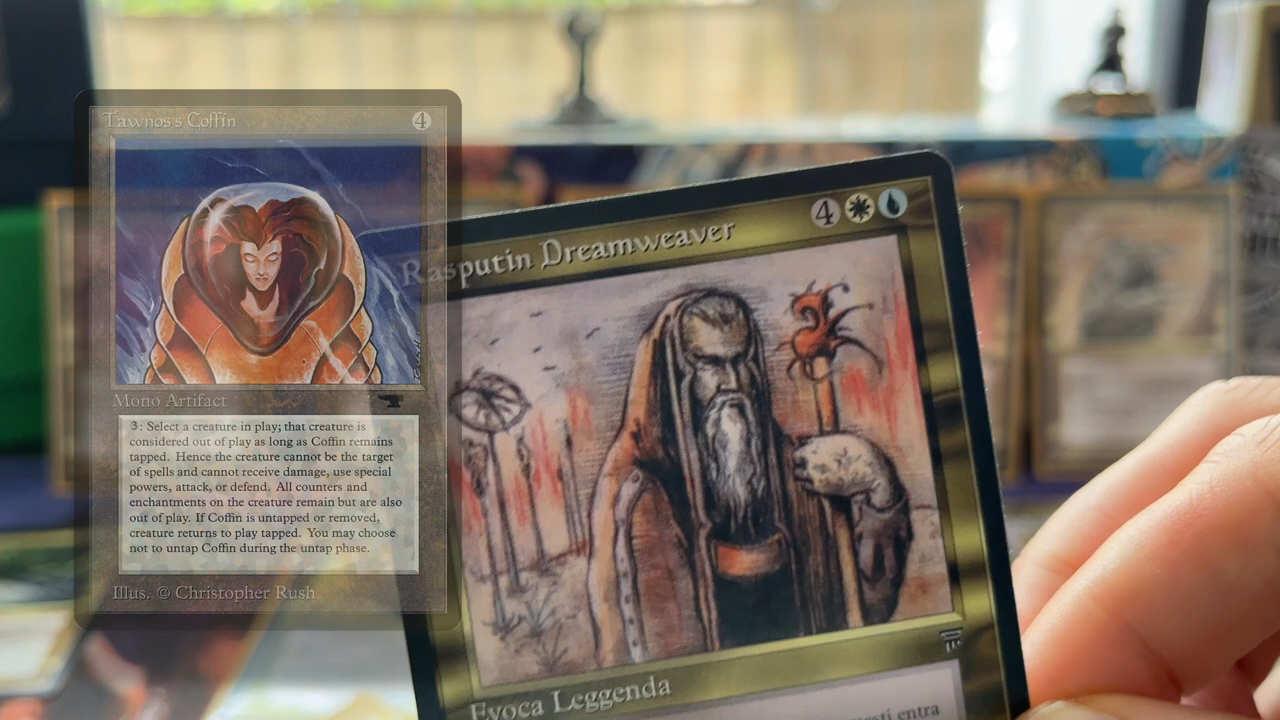 Tawnos's Coffin 4
Mono Artifact
3: Select a creature in play; that creature is
considered out of play as long as Coffin remains
tapped. Hence the creature cannot be the target
of spells and cannot receive damage, use special
powers, attack, or defend. All counters and
enchantments on the creature remain but are also
out of play. If Coffin is untapped or removed,
creature returns to play tapped. You may choose
not to untap Coffin during the untap phase.
Illus. © Christopher Rush
Rasputin Dreamweaver 4
Evoca Leggenda
esti entra